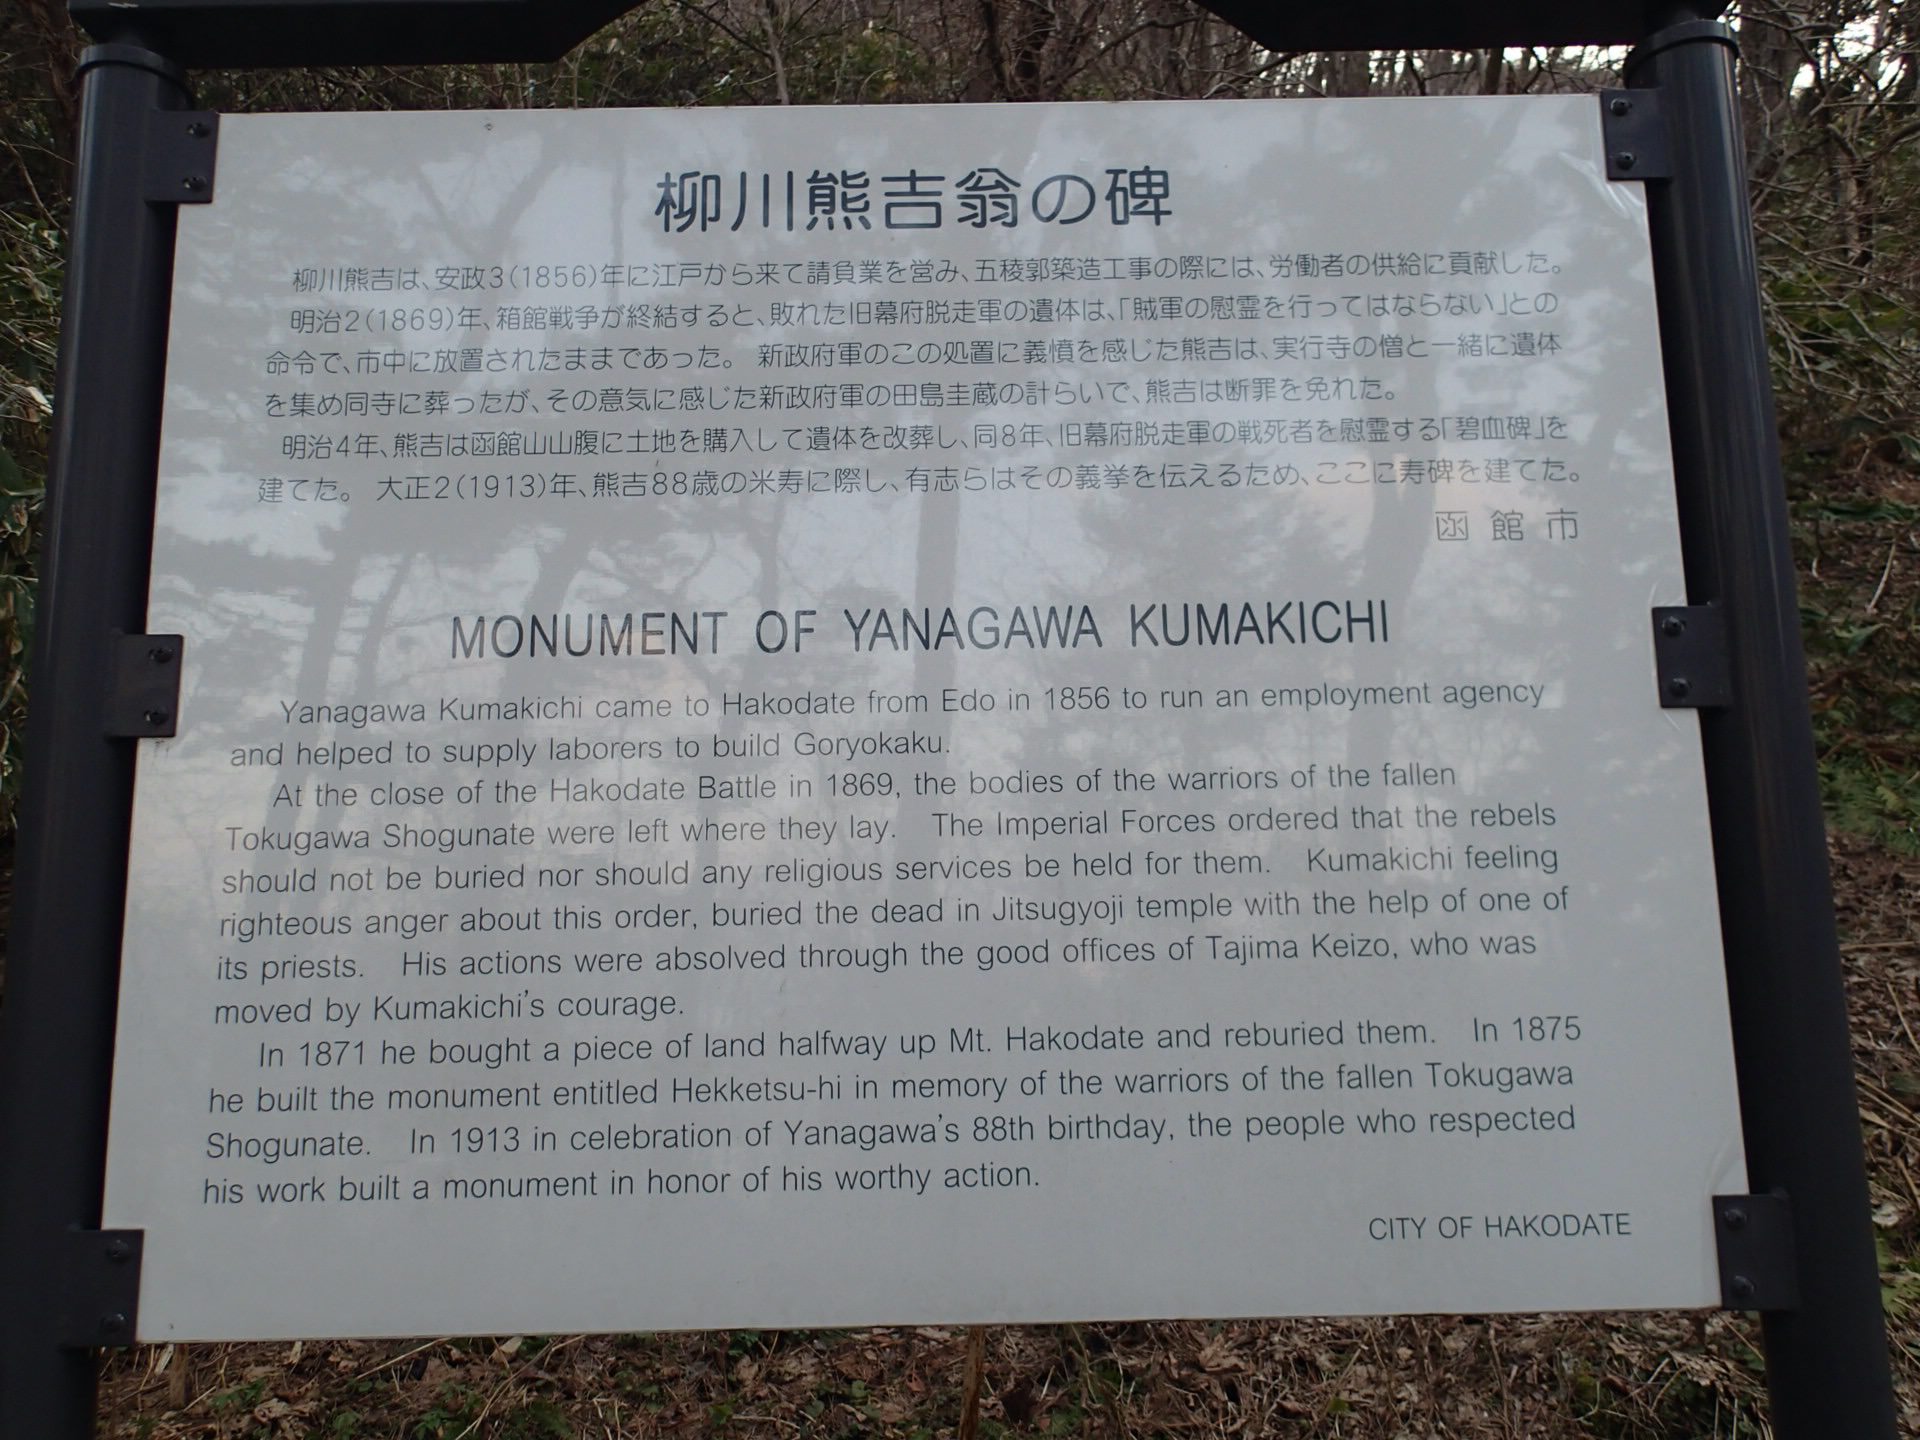 柳川熊吉翁の碑
柳川熊吉は、安政3(1856)年に江戸から来て請負業を営み、五稜郭築造工事の際には、労働者の供給に貢献した。
明治2(1869)年、箱館戦争が終結すると、敗れた旧幕府脱走軍の遺体は、「賊軍の慰霊を行ってはならない」との
命令で、市中に放置されたままであった。 新政府軍のこの処置に義憤を感じた熊吉は、実行寺の僧と一緒に遺体
を集め同寺に葬ったが、その意気に感じた新政府軍の田島圭蔵の計らいで、熊吉は断罪を免れた。
明治4年、熊吉は函館山山腹に土地を購入して遺体を改葬し、同8年、旧幕府脱走軍の戦死者を慰霊する「碧血碑」を
建てた。 大正2(1913)年、熊吉88歳の米寿に際し、有志らはその義挙を伝えるため、ここに寿碑を建てた。
函館市
MONUMENT OF YANAGAWA KUMAKICHI
Yanagawa Kumakichi came to Hakodate from Edo in 1856 to run an employment agency
and helped to supply laborers to build Goryokaku.
At the close of the Hakodate Battle in 1869, the bodies of the warriors of the fallen
Tokugawa Shogunate were left where they lay. The Imperial Forces ordered that the rebels
should not be buried nor should any religious services be held for them. Kumakichi feeling
righteous anger about this order, buried the dead in Jitsugyoji temple with the help of one of
its priests. His actions were absolved through the good offices of Tajima Keizo, who was
moved by Kumakichi's courage.
In 1871 he bought a piece of land halfway up Mt. Hakodate and reburied them. In 1875
he built the monument entitled Hekketsu-hi in memory of the warriors of the fallen Tokugawa
Shogunate. In 1913 in celebration of Yanagawa's 88th birthday, the people who respected
his work built a monument in honor of his worthy action.
CITY OF HAKODATE